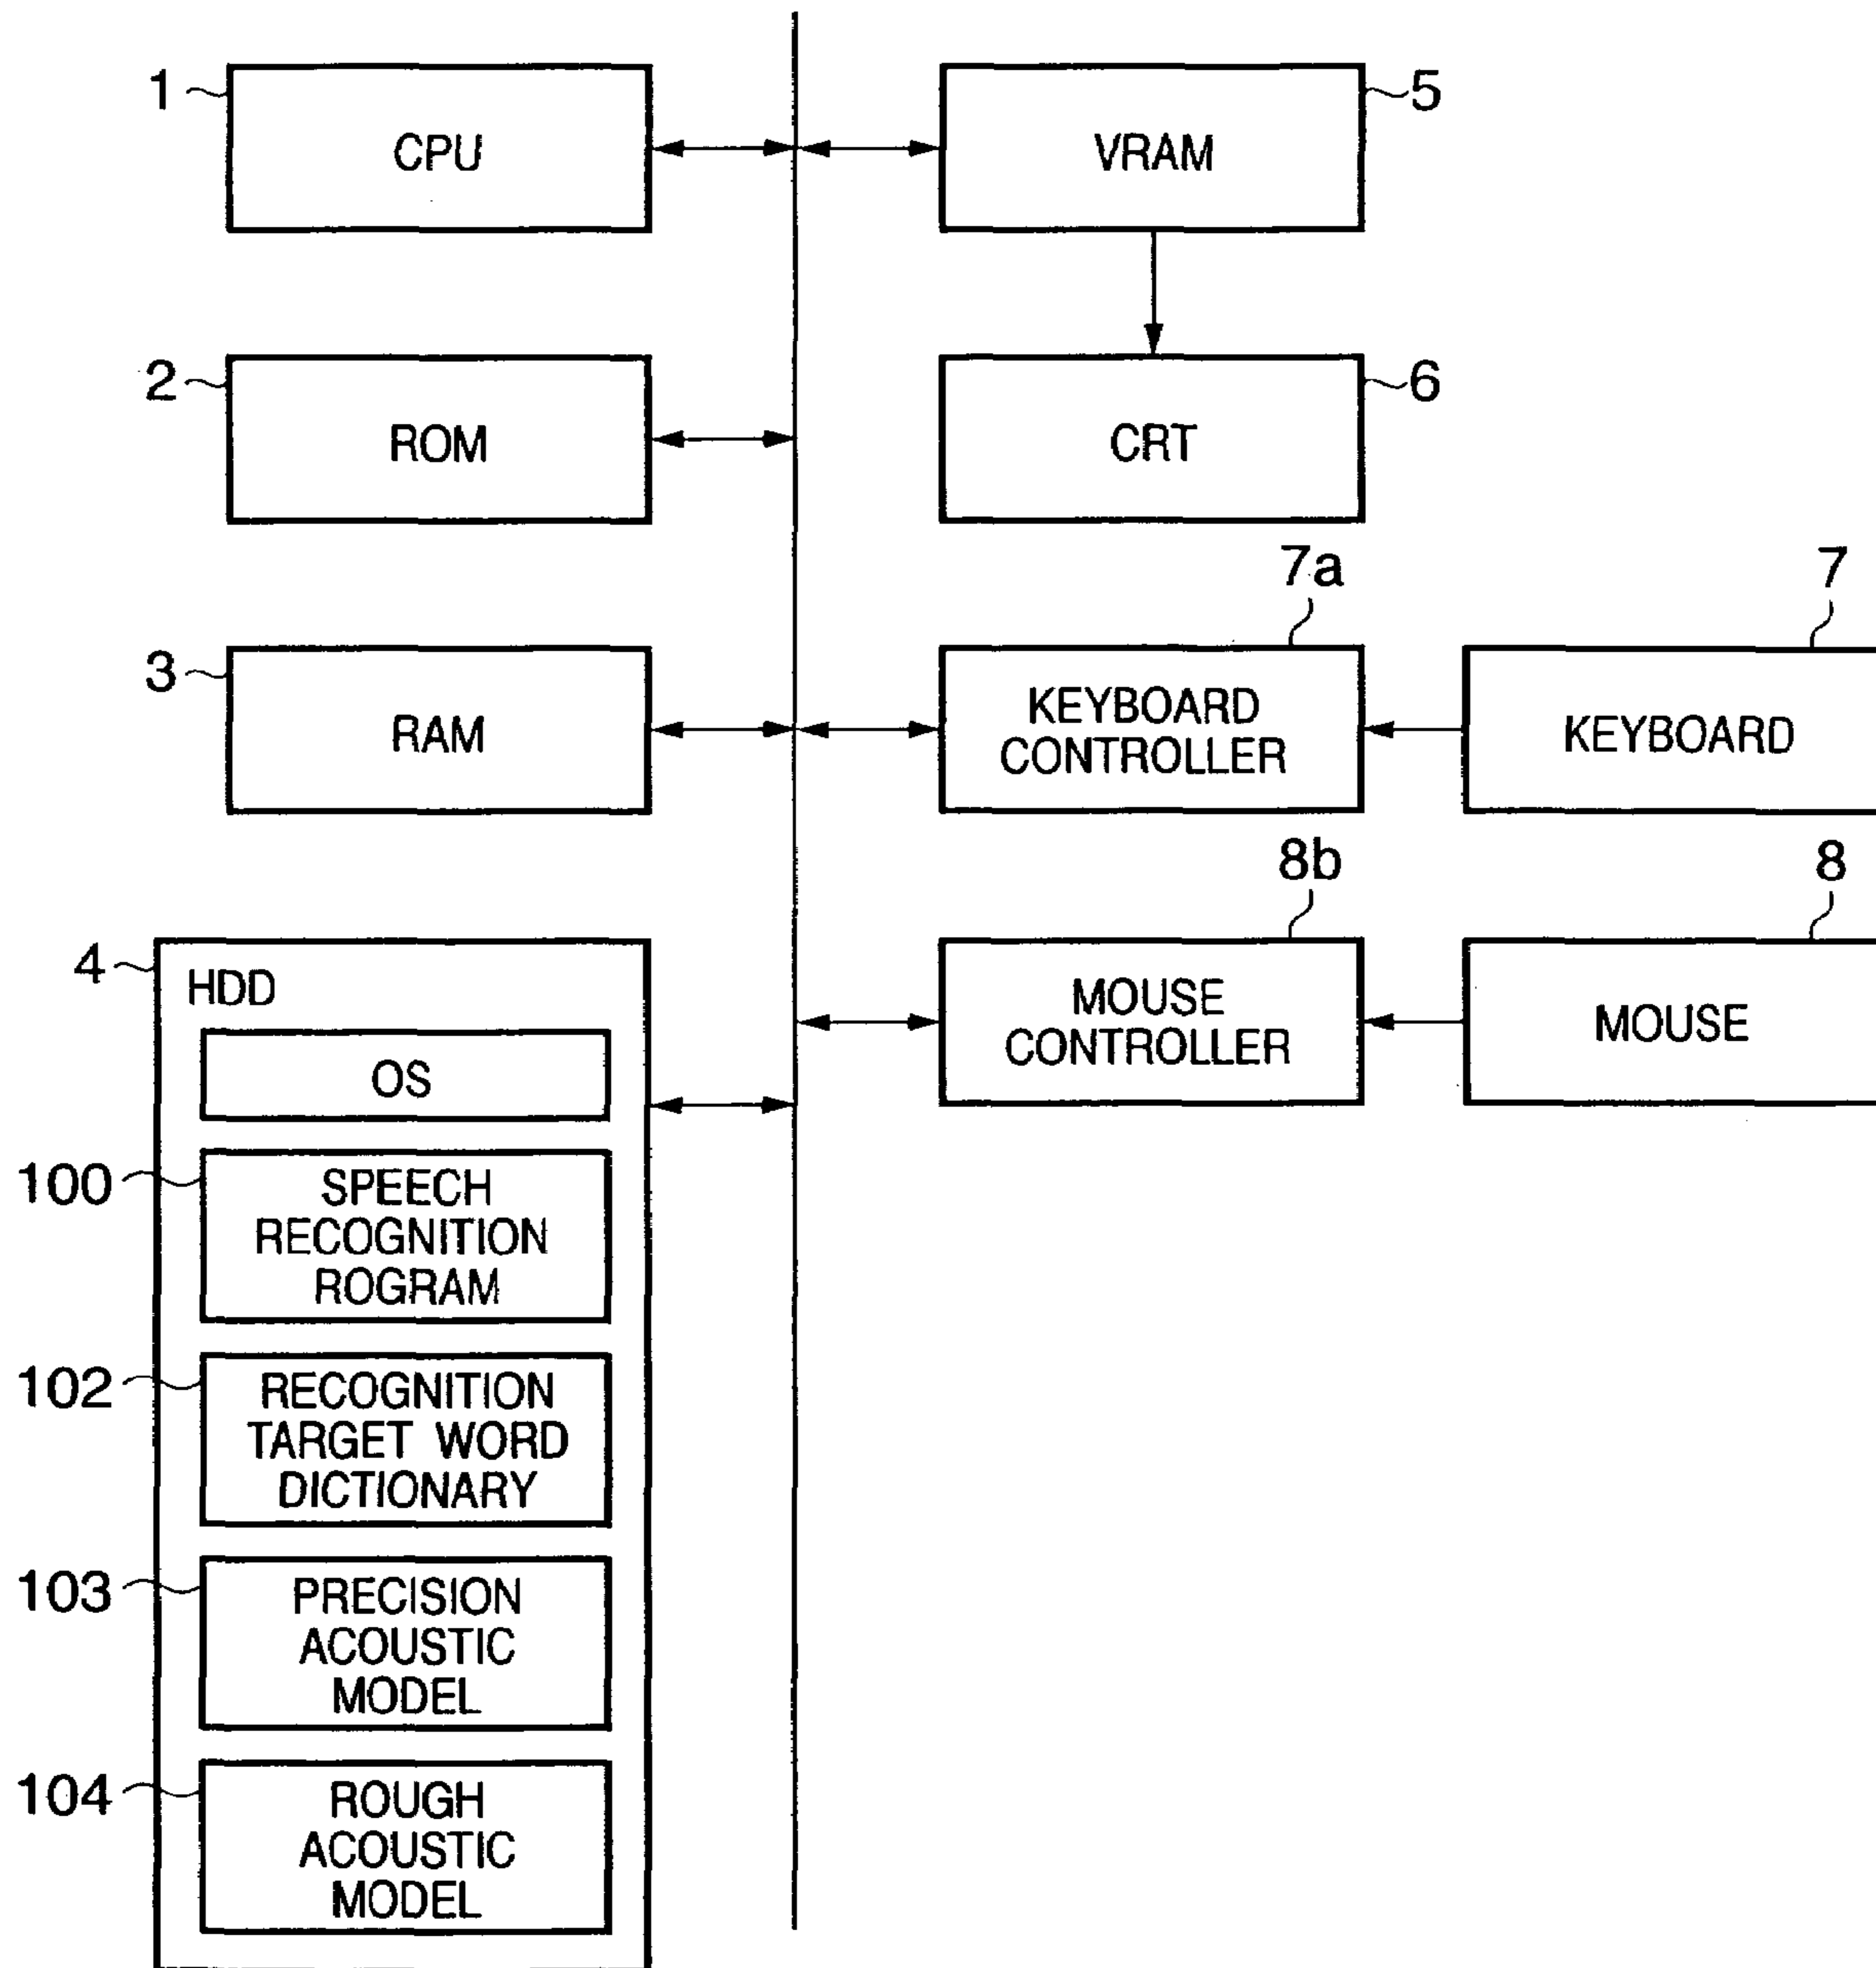 1
CPU
5
VRAM
2
ROM
6
CRT
3
RAM
7a
KEYBOARD
CONTROLLER
7
KEYBOARD
8b
MOUSE
CONTROLLER
8
MOUSE
4
HDD
OS
100
SPEECH
RECOGNITION
ROGRAM
102
RECOGNITION
TARGET WORD
DICTIONARY
103
PRECISION
ACOUSTIC
MODEL
104
ROUGH
ACOUSTIC
MODEL